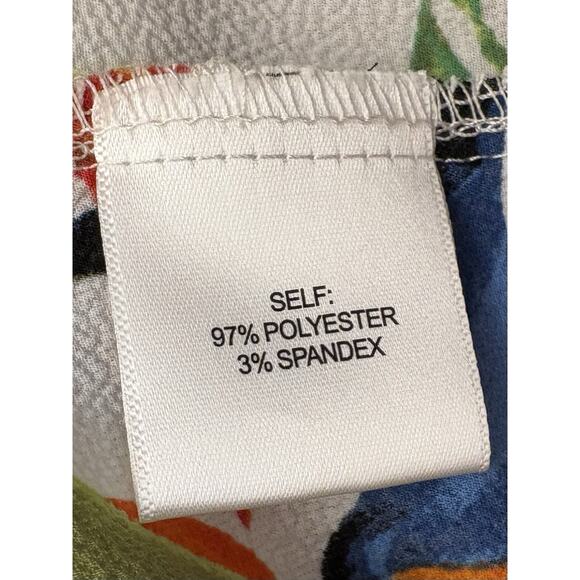 SELF:
97% POLYESTER
3% SPANDEX